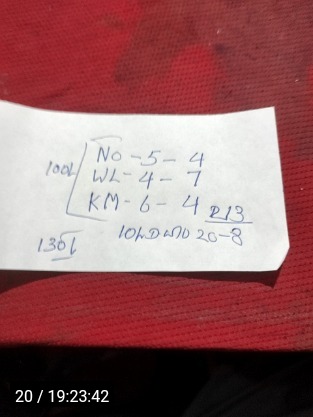 100L
NO - 5 - 4
WL - 4 - 7
KM - 6 - 4
213
130L
20-8
20 / 19:23:42